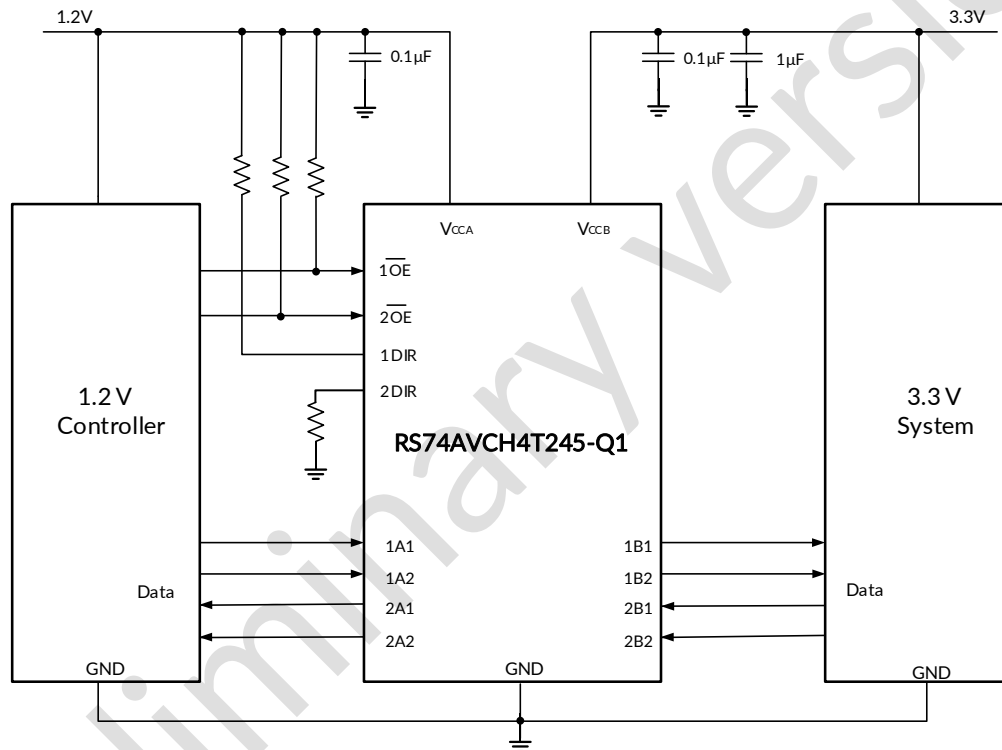 1.2V
3.3V
0.1µF
0.1µF
1µF
VCCA
VCCB
1OE
2OE
1DIR
2DIR
1.2 V
Controller
RS74AVCH4T245-Q1
3.3 V
System
1A1
1A2
2A1
2A2
1B1
1B2
2B1
2B2
Data
Data
GND
GND
GND